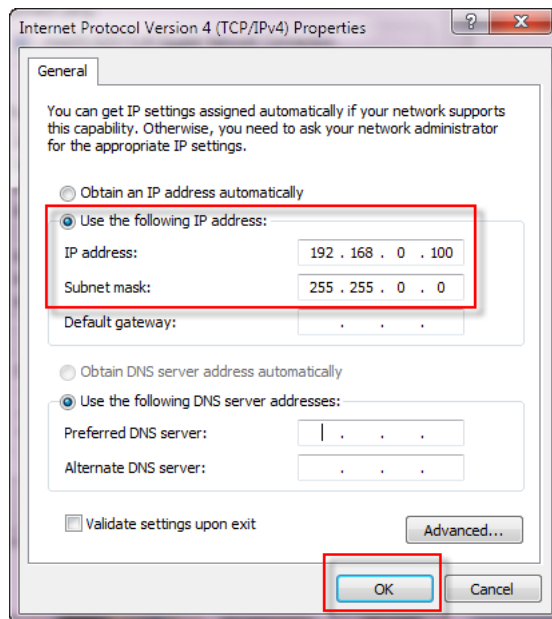 Internet Protocol Version 4 (TCP/IPv4) Properties
?
X
General
You can get IP settings assigned automatically if your network supports
this capability. Otherwise, you need to ask your network administrator
for the appropriate IP settings.
Obtain an IP address automatically
Use the following IP address:
IP address: 192 . 168 . 0 . 100
Subnet mask: 255 . 255 . 0 . 0
Default gateway: . . .
Obtain DNS server address automatically
Use the following DNS server addresses:
Preferred DNS server: . . .
Alternate DNS server: . . .
Validate settings upon exit
Advanced...
OK Cancel